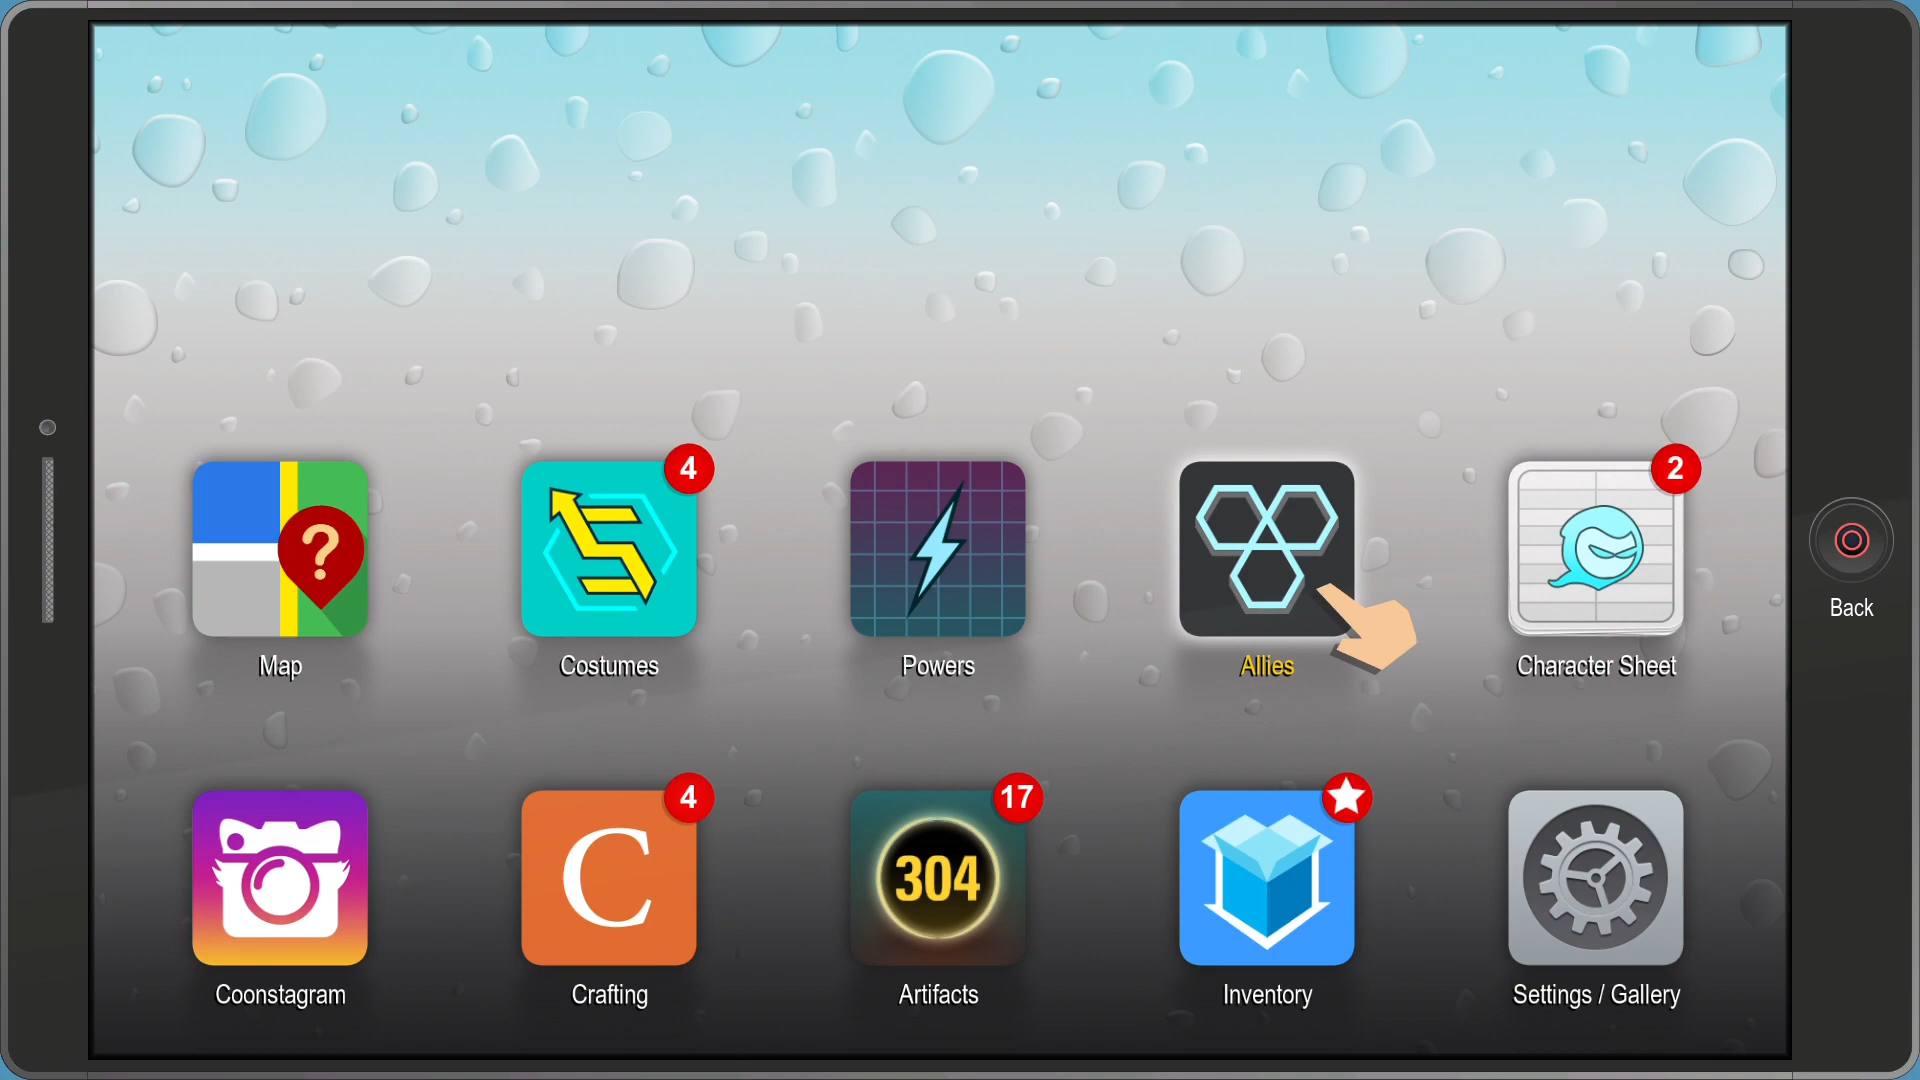 4
2
?
Map
Costumes
Powers
Allies
Character Sheet
Back
4
17
C
304
Coonstagram
Crafting
Artifacts
Inventory
Settings / Gallery